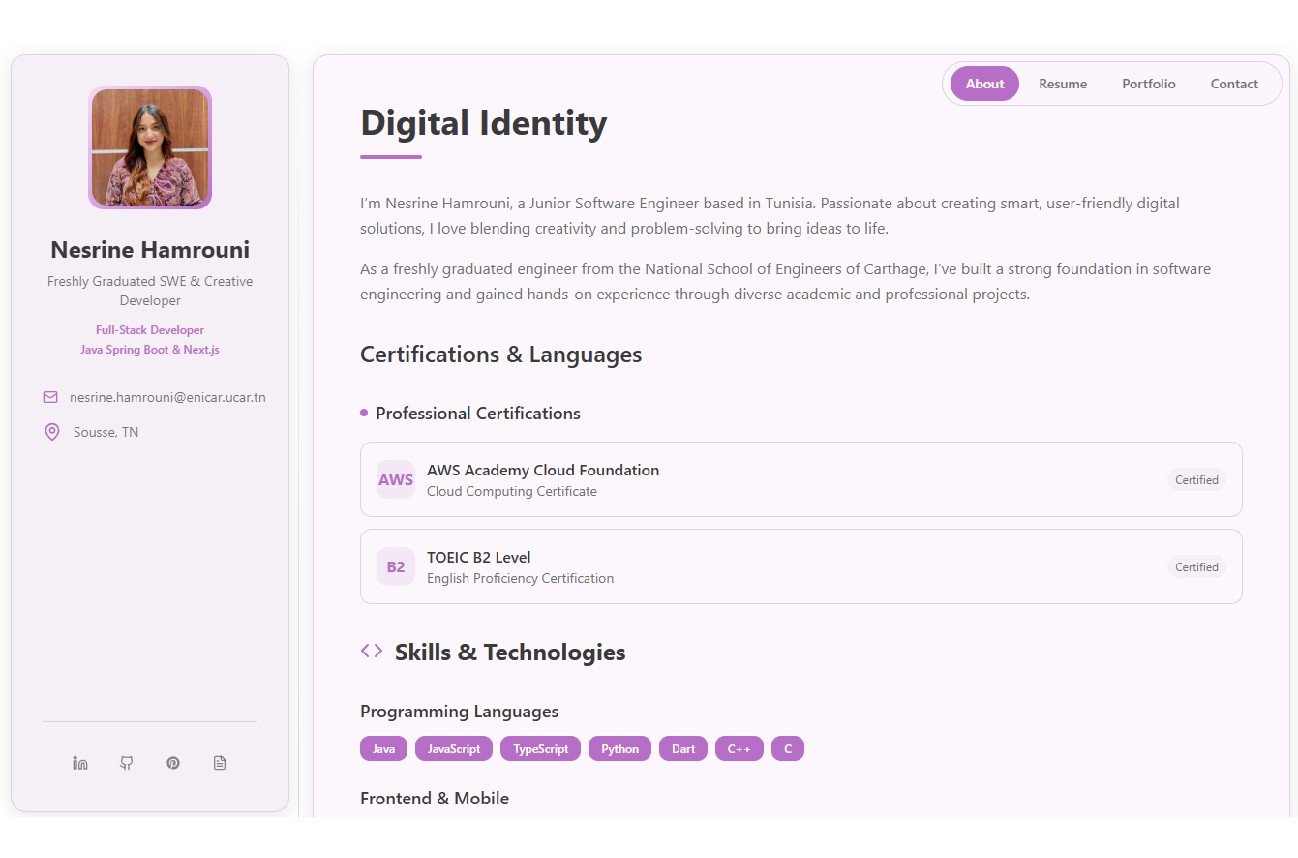 Nesrine Hamrouni
Freshly Graduated SWE & Creative
Developer
Full-Stack Developer
Java Spring Boot & Next.js
nesrine.hamrouni@enicar.ucar.tn
Sousse, TN
About
Resume
Portfolio
Contact
Digital Identity
I'm Nesrine Hamrouni, a Junior Software Engineer based in Tunisia. Passionate about creating smart, user-friendly digital
solutions, I love blending creativity and problem-solving to bring ideas to life.
As a freshly graduated engineer from the National School of Engineers of Carthage, I've built a strong foundation in software
engineering and gained hands-on experience through diverse academic and professional projects.
Certifications & Languages
Professional Certifications
AWS
AWS Academy Cloud Foundation
Cloud Computing Certificate
Certified
B2
TOEIC B2 Level
English Proficiency Certification
Certified
Skills & Technologies
Programming Languages
Java
JavaScript
TypeScript
Python
Dart
C++
C
Frontend & Mobile